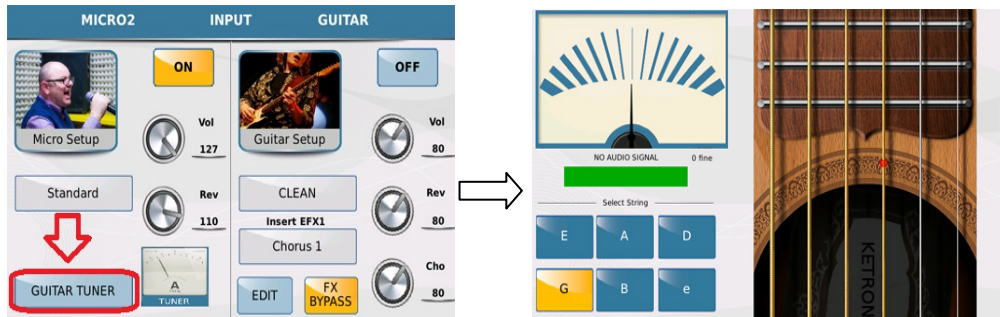 MICRO2 INPUT GUITAR
ON
OFF
Micro Setup
Guitar Setup
Vol
127
Vol
80
Standard
CLEAN
Rev
110
Rev
80
Insert EFX1
Chorus 1
GUITAR TUNER
A
TUNER
EDIT
FX
BYPASS
Cho
80
NO AUDIO SIGNAL 0 fine
Select String
E A D
G B e
KETRON